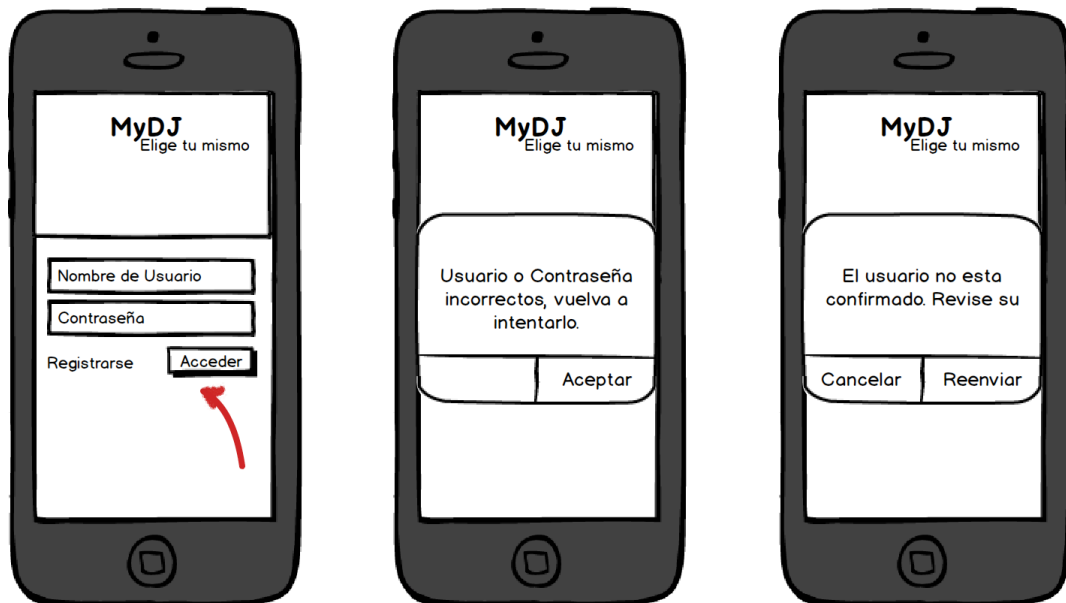 MyDJ
Elige tu mismo
Nombre de Usuario
Contraseña
Registrarse
Acceder
MyDJ
Elige tu mismo
Usuario o Contraseña
incorrectos, vuelva a
intentarlo.
Aceptar
MyDJ
Elige tu mismo
El usuario no esta
confirmado. Revise su
Cancelar
Reenviar